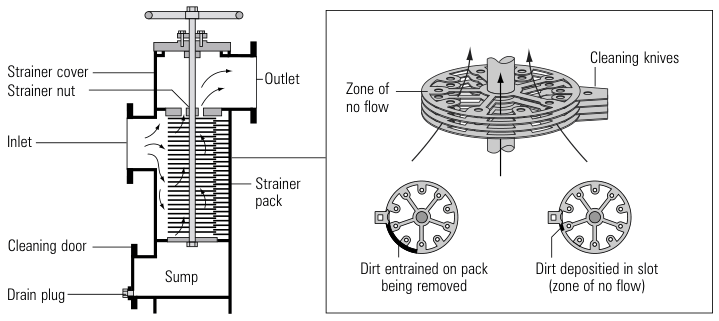 Strainer cover
Strainer nut
Outlet
Inlet
Strainer
pack
Cleaning door
Sump
Drain plug
Cleaning knives
Zone of
no flow
Dirt entrained on pack
being removed
Dirt depositied in slot
(zone of no flow)